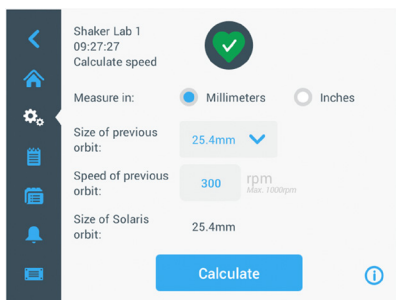 Shaker Lab 1
09:27:27
Calculate speed
Measure in:
Millimeters
Inches
Size of previous
orbit:
25.4mm
Speed of previous
orbit:
300
rpm
Max. 1000rpm
Size of Solaris
orbit:
25.4mm
Calculate